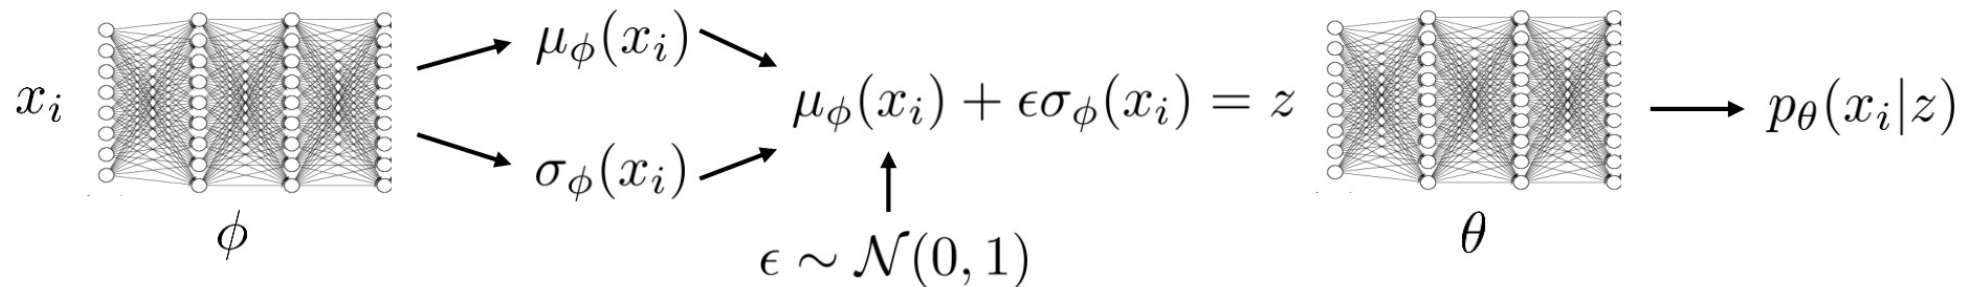 x_i
ϕ
μ_ϕ(x_i)
σ_ϕ(x_i)
μ_ϕ(x_i) + ϵσ_ϕ(x_i) = z
ϵ ∼ 𝒩(0, 1)
θ
p_θ(x_i|z)